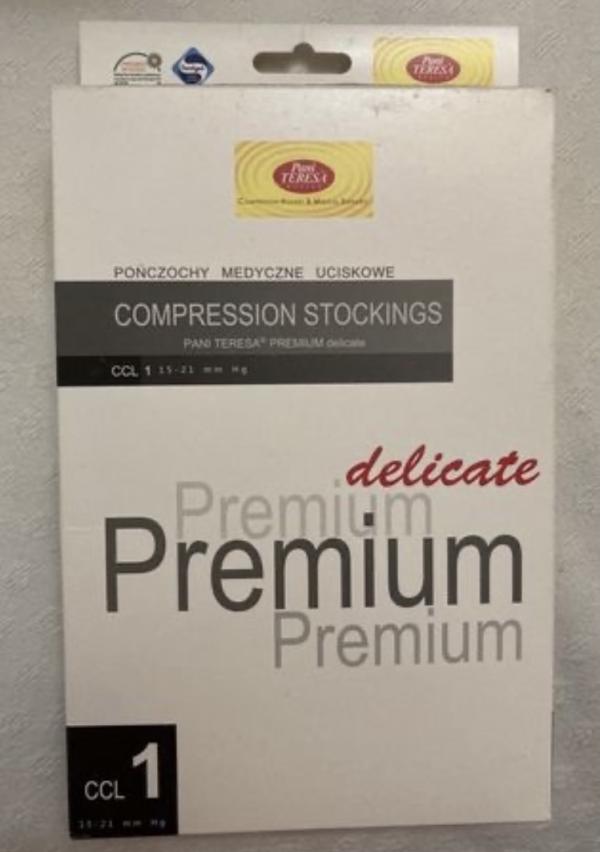 Pani
TERESA
Pani
TERESA
POŃCZOCHY MEDYCZNE UCISKOWE
COMPRESSION STOCKINGS
PANI TERESA® PREMIUM delicate
CCL 1 15-21 mm Hg
delicate
Premium
Premium
Premium
CCL 1
15-21 mm Hg